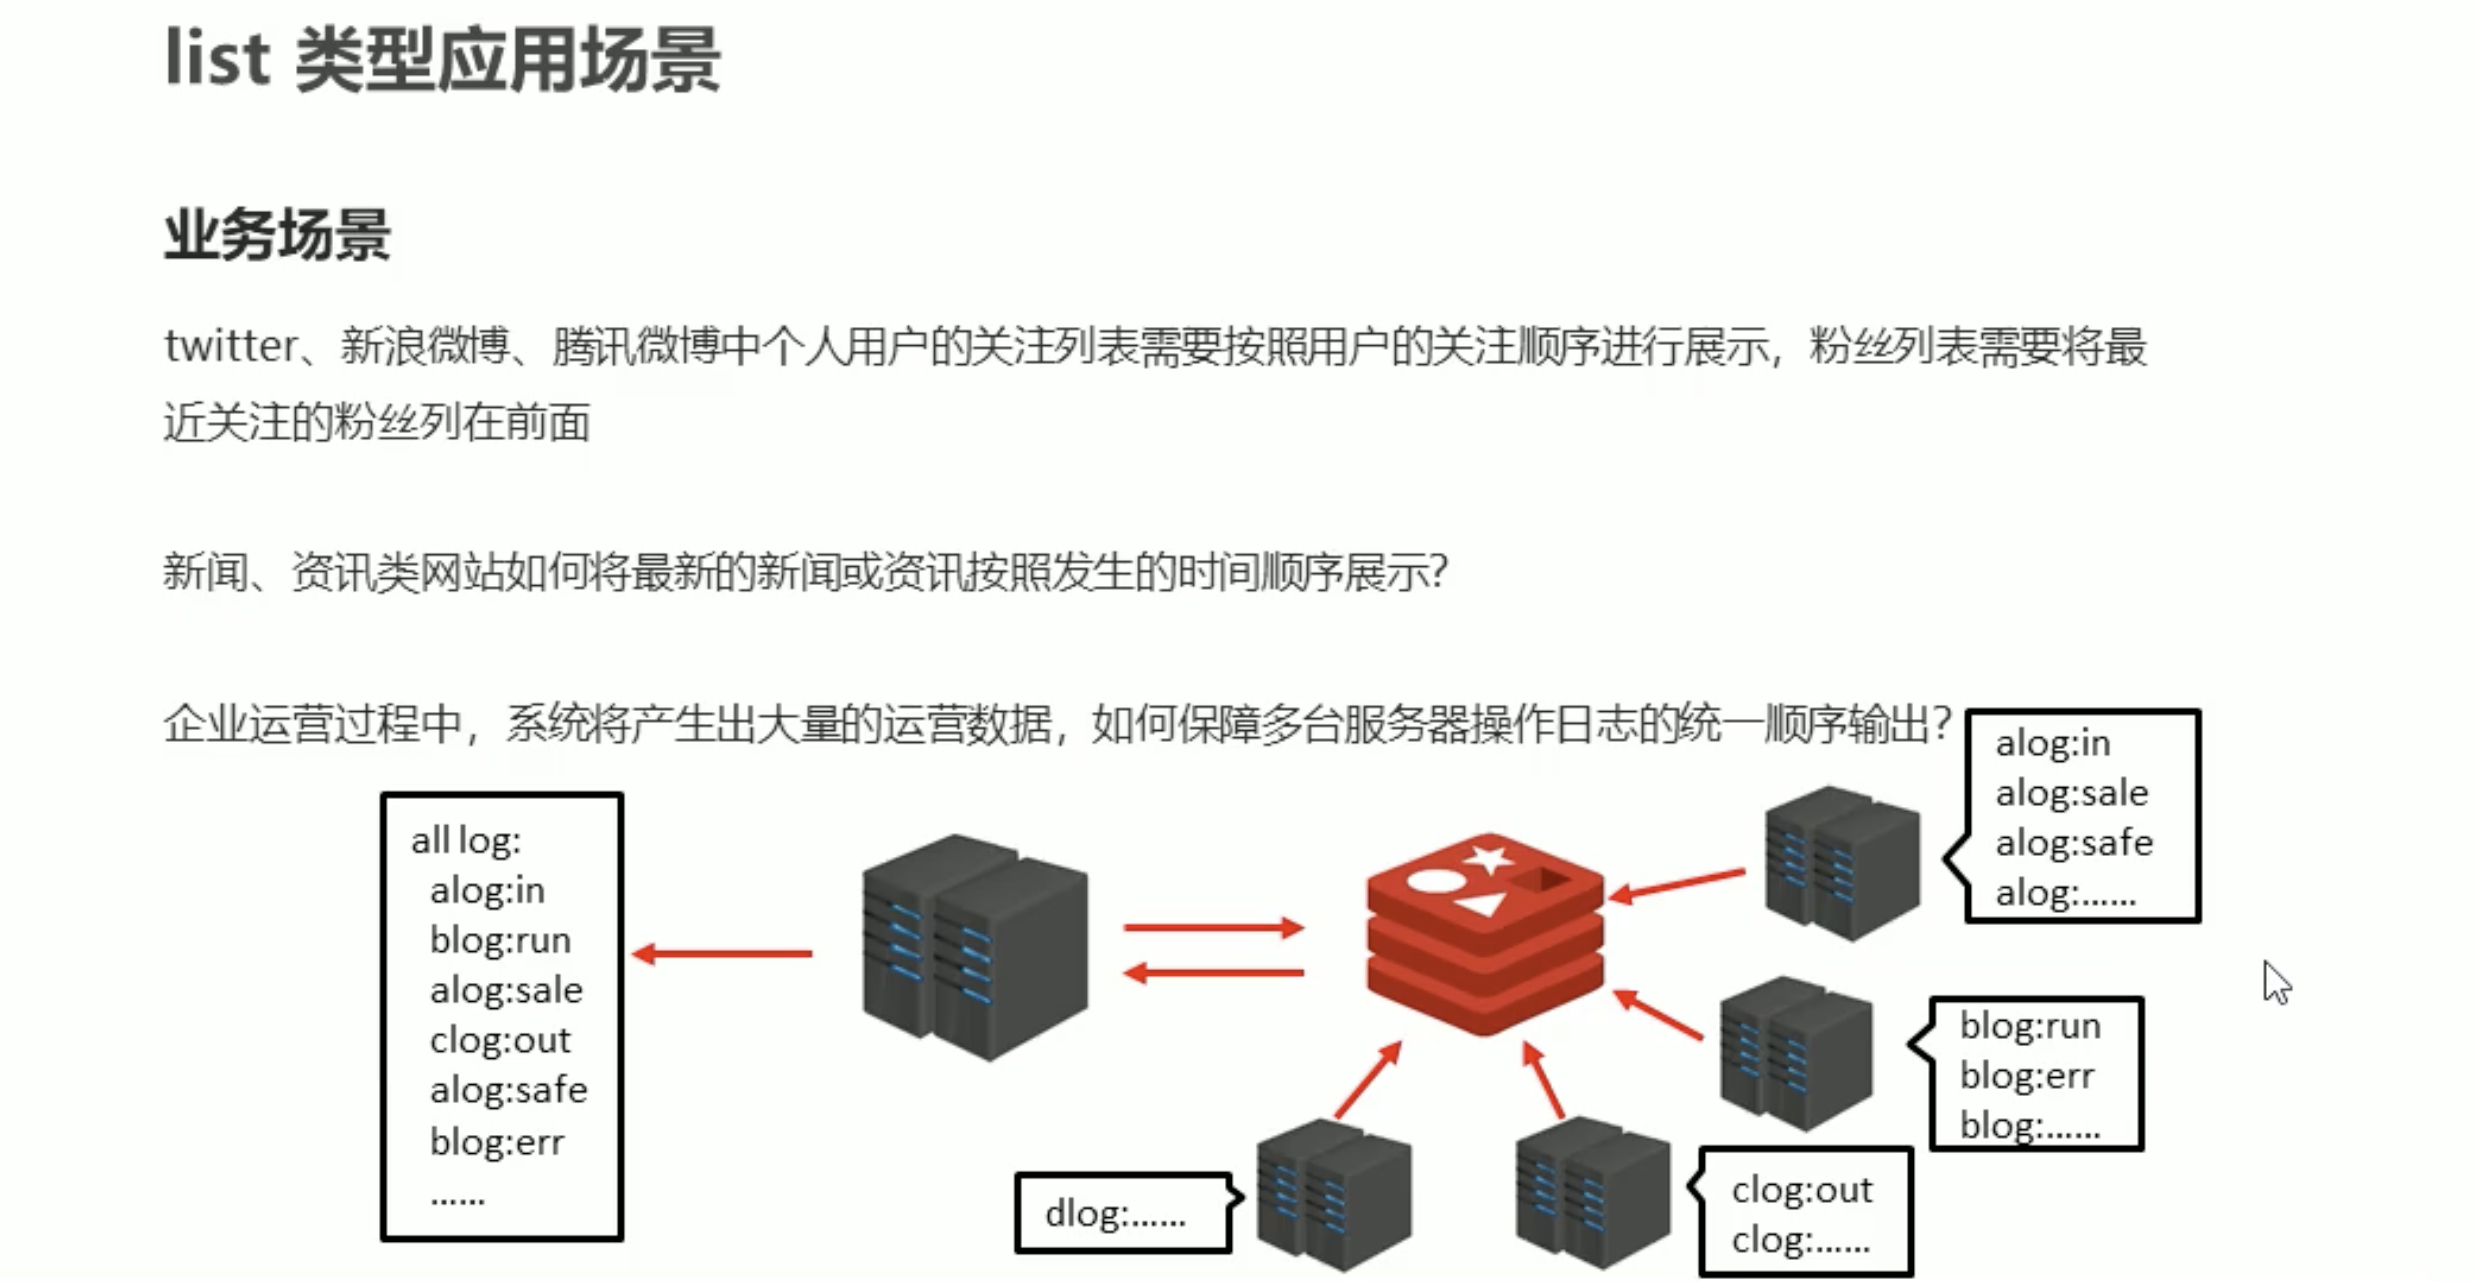 list 类型应用场景
业务场景
twitter、新浪微博、腾讯微博中个人用户的关注列表需要按照用户的关注顺序进行展示，粉丝列表需要将最
近关注的粉丝列在前面
新闻、资讯类网站如何将最新的新闻或资讯按照发生的时间顺序展示？
企业运营过程中，系统将产生出大量的运营数据，如何保障多台服务器操作日志的统一顺序输出？
all log:
alog:in
blog:run
alog:sale
clog:out
alog:safe
blog:err
……
alog:in
alog:sale
alog:safe
alog:……
blog:run
blog:err
blog:……
clog:out
clog:……
dlog:……